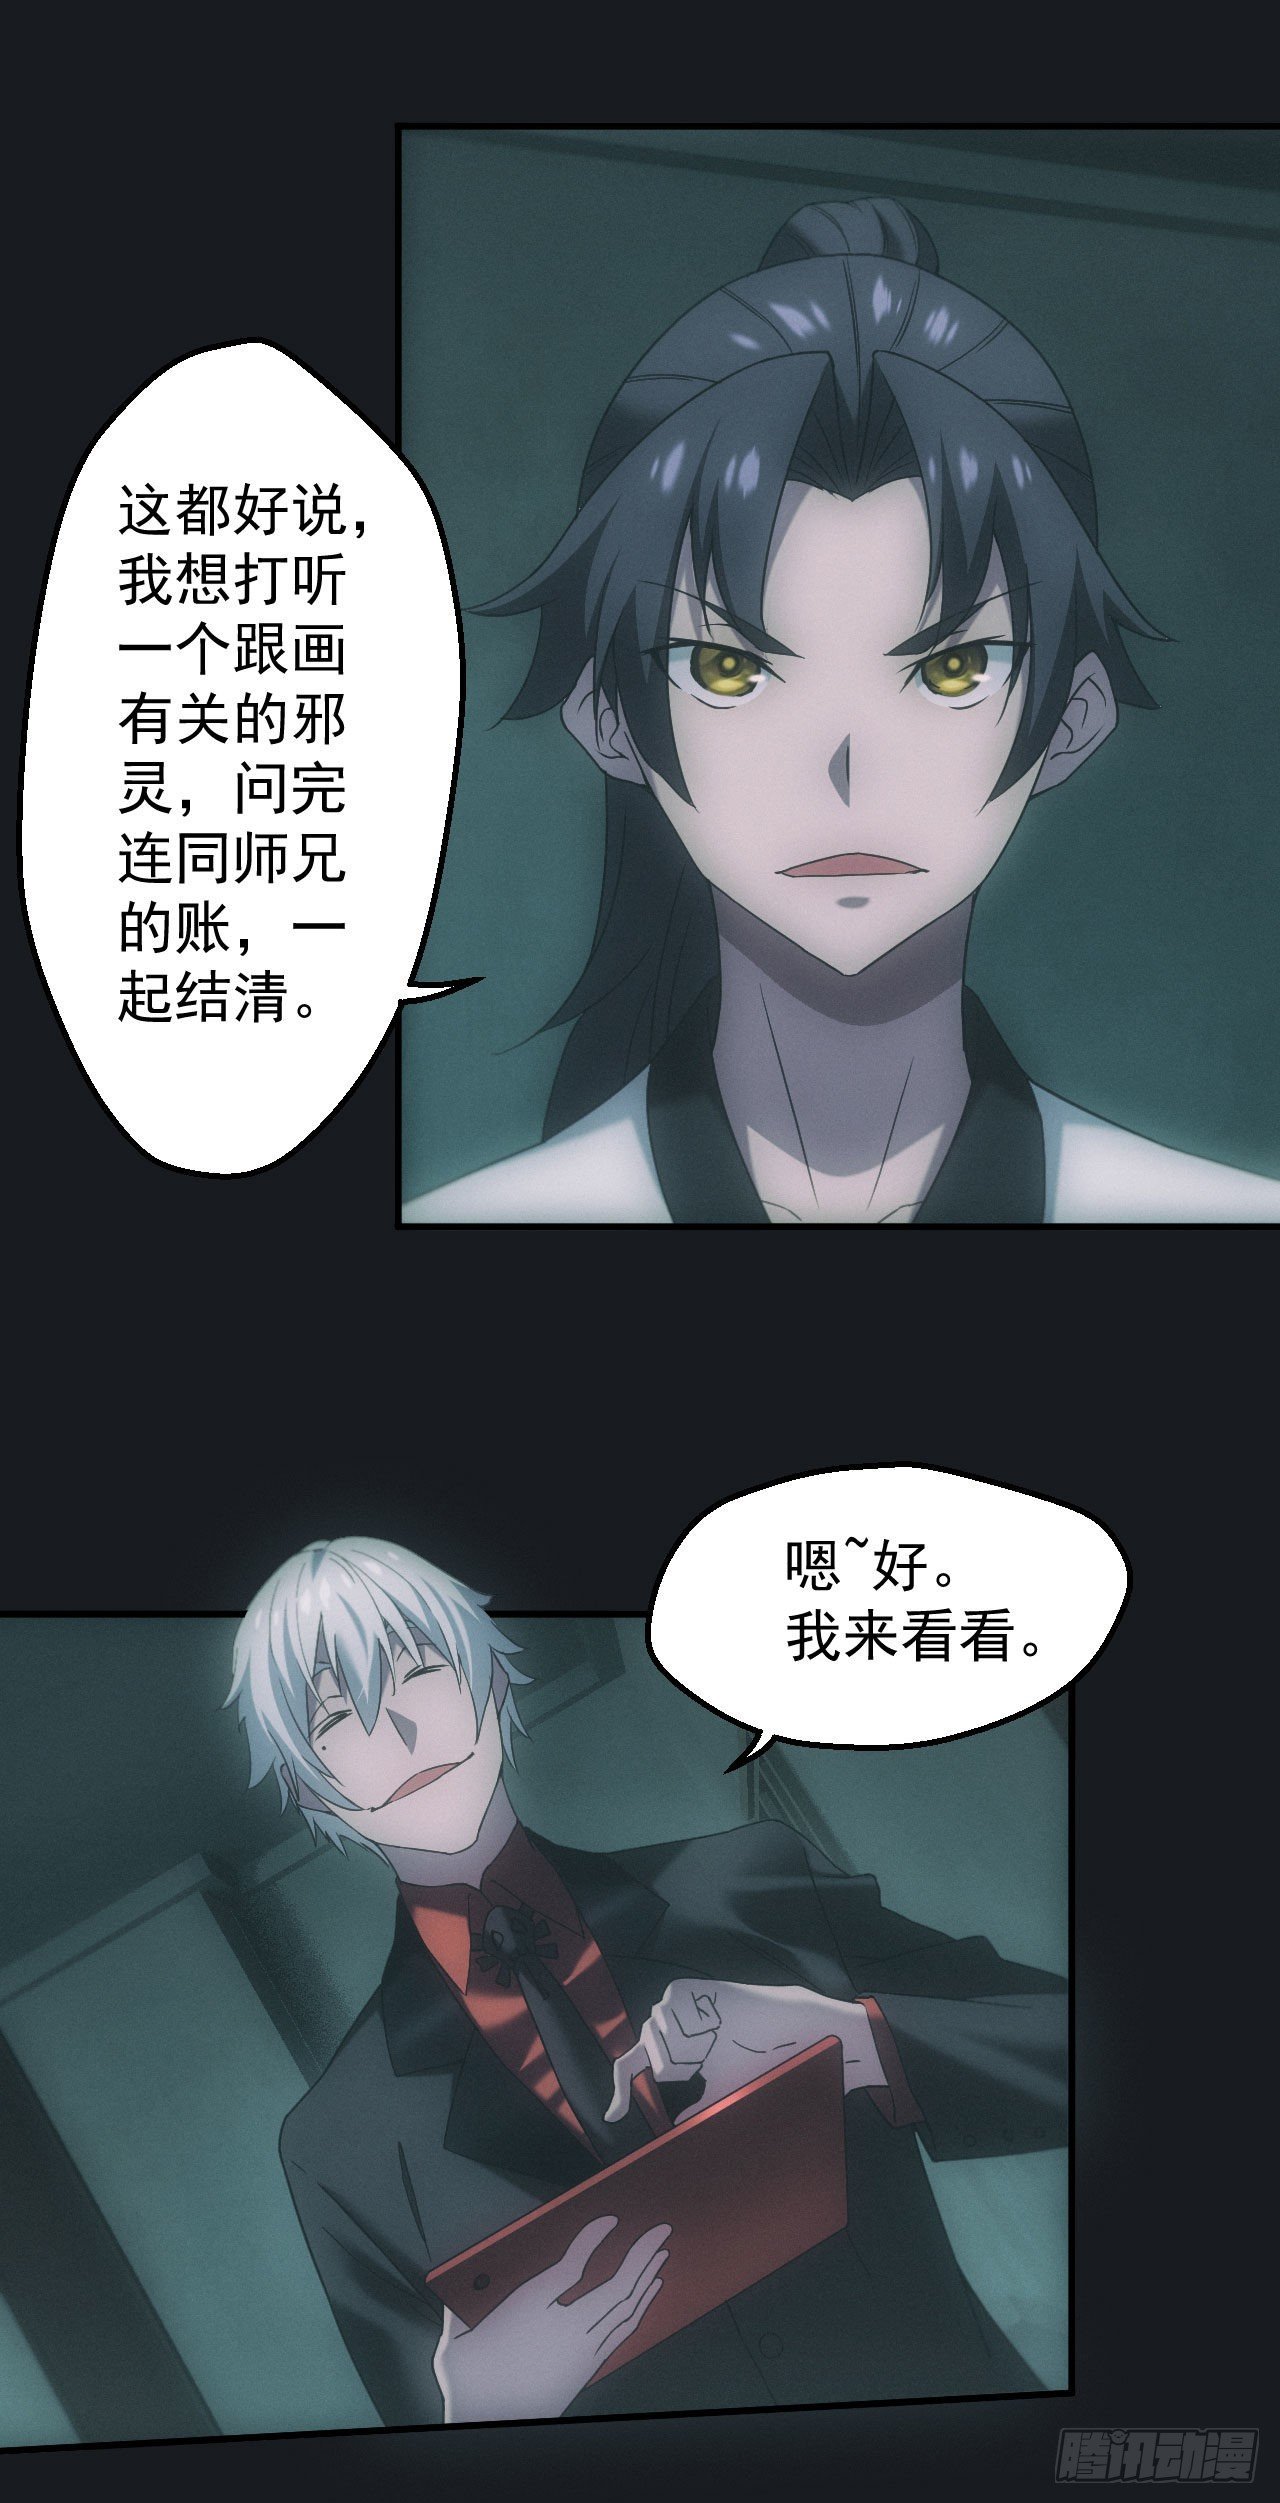 这都好说，
我想打听
一个跟画
有关的邪
灵，问完
连同师兄
的账，一
起结清。
嗯~好。
我来看看。
腾讯动漫